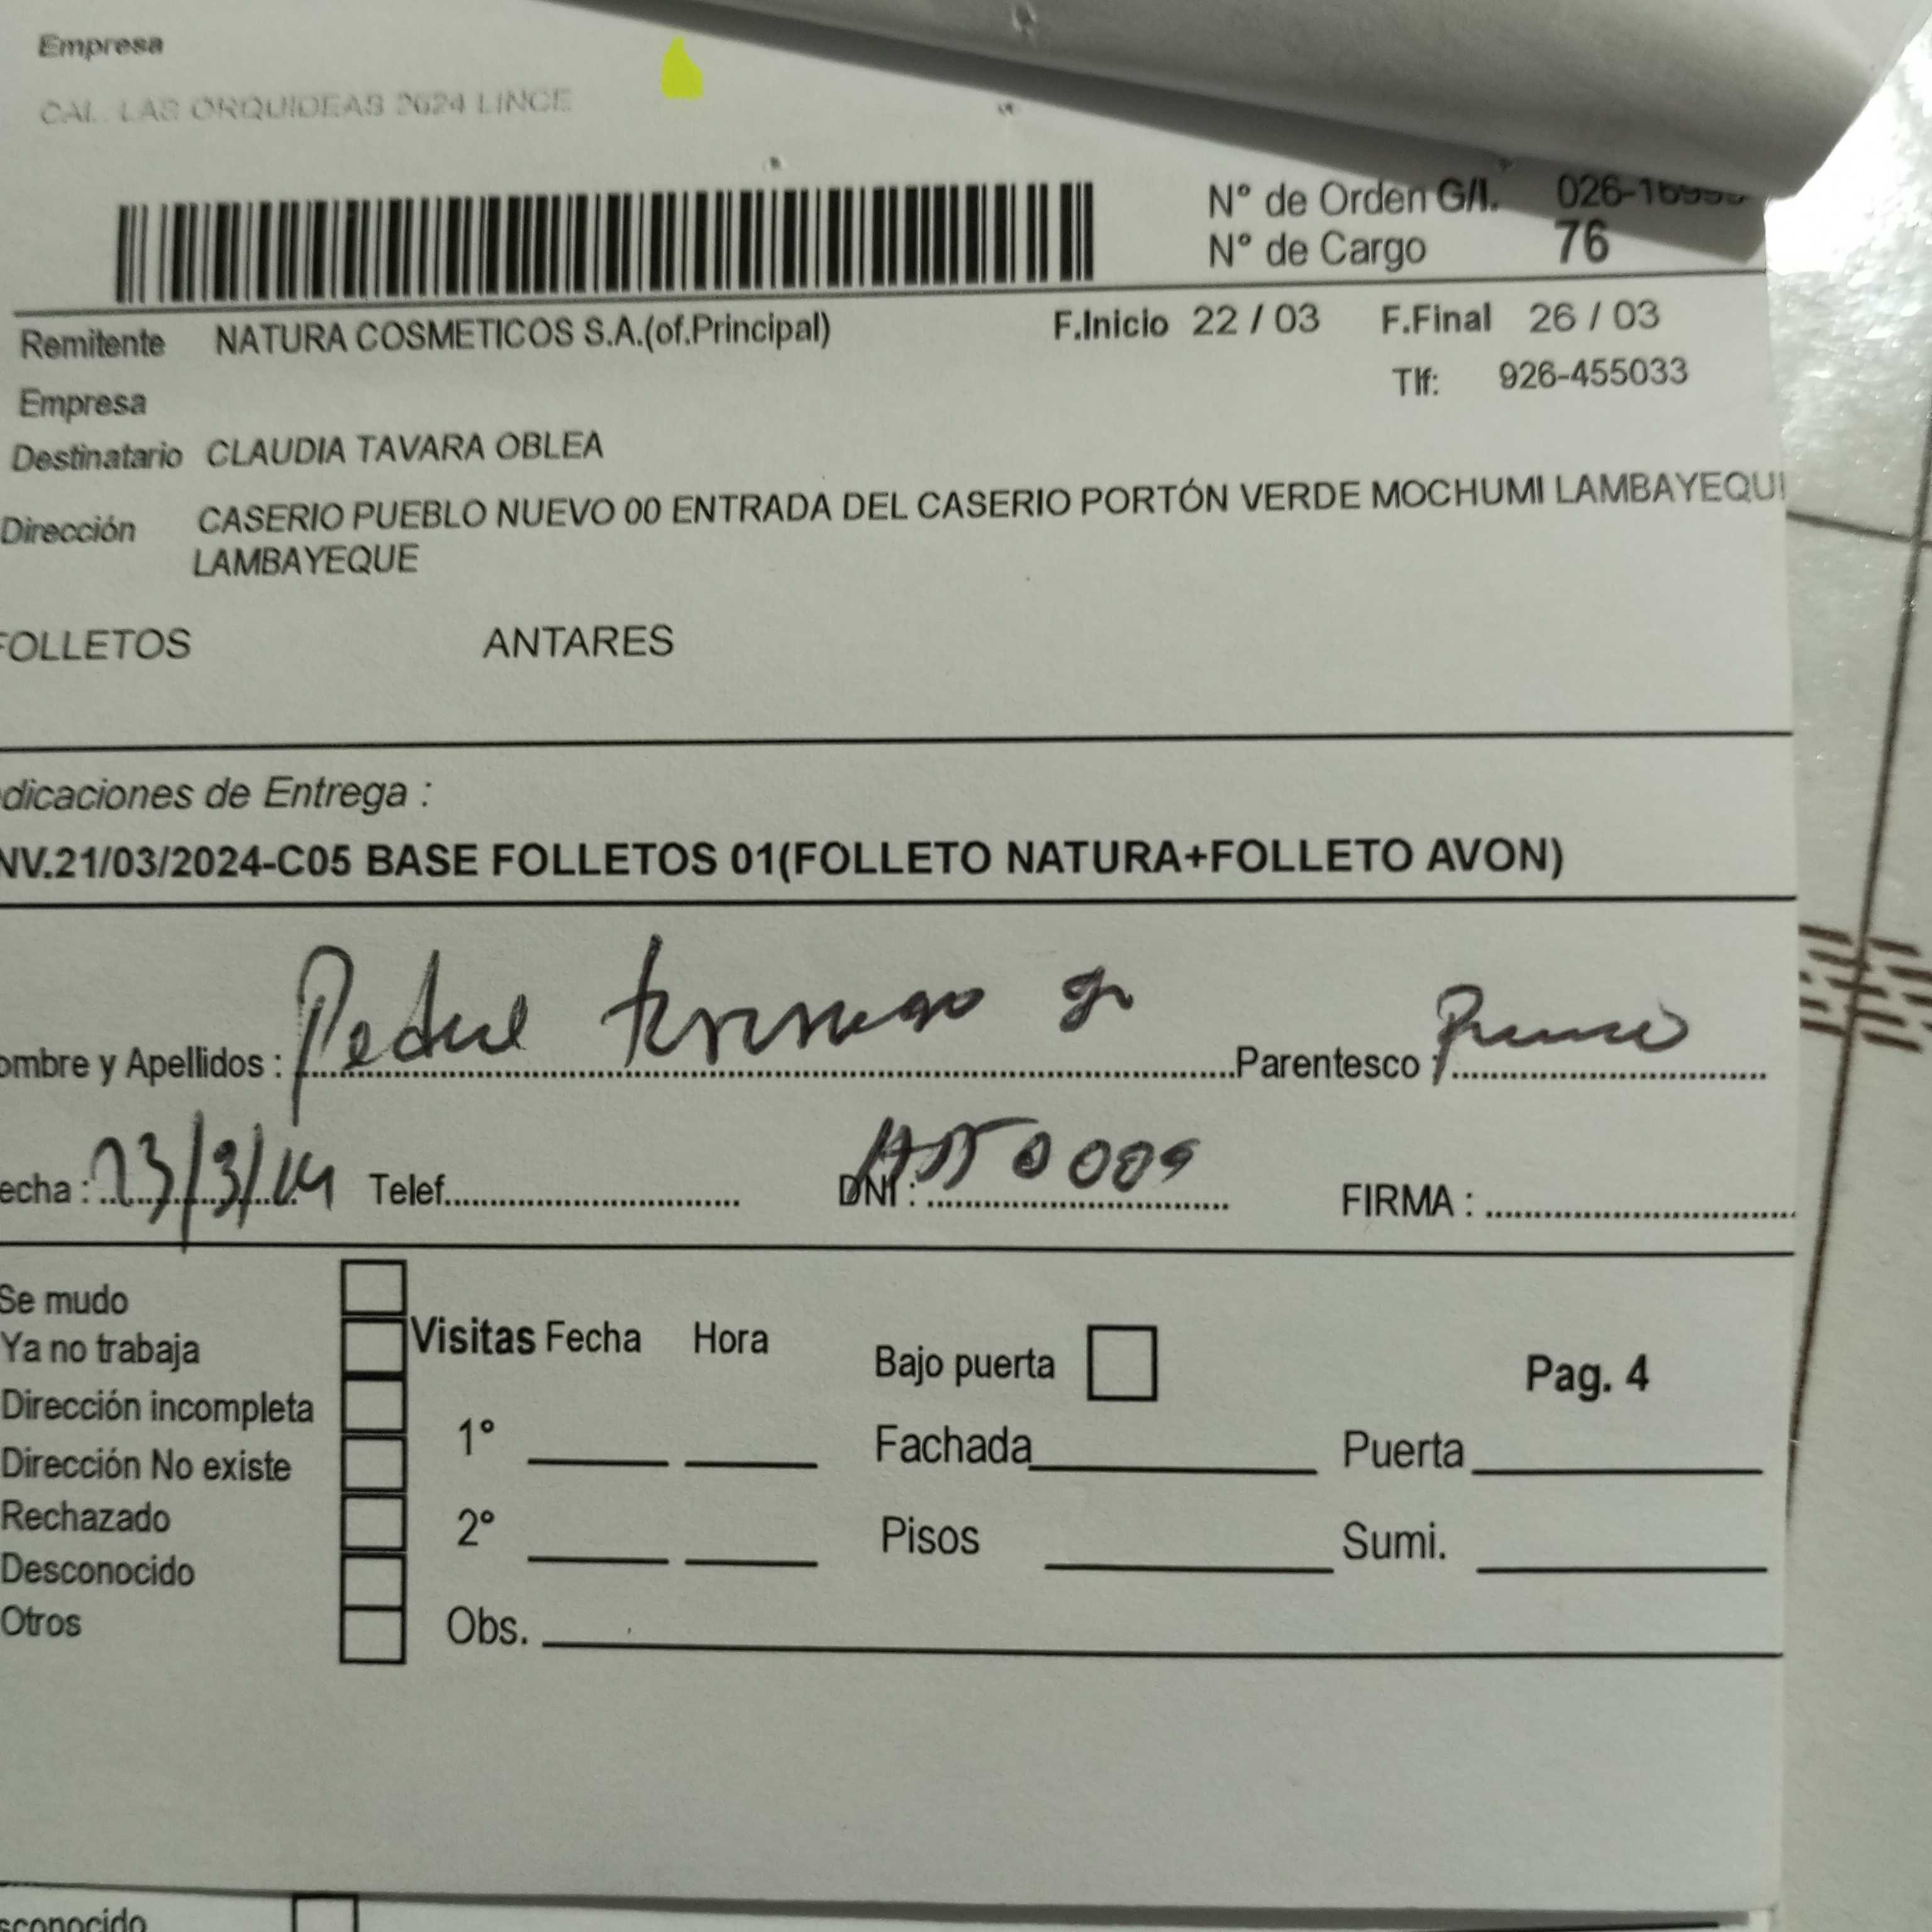 Empresa
CAL. LAS ORQUIDEAS 2624 LINCE
N° de Orden G/I. 026-16
N° de Cargo 76
Remitente NATURA COSMETICOS S.A.(of.Principal) F.Inicio 22 / 03 F.Final 26 / 03
Empresa Tlf: 926-455033
Destinatario CLAUDIA TAVARA OBLEA
Dirección CASERIO PUEBLO NUEVO 00 ENTRADA DEL CASERIO PORTÓN VERDE MOCHUMI LAMBAYEQU
LAMBAYEQUE
FOLLETOS ANTARES
dicaciones de Entrega :
NV.21/03/2024-C05 BASE FOLLETOS 01(FOLLETO NATURA+FOLLETO AVON)
ombre y Apellidos : Parentesco :
echa : Telef. DNI : FIRMA :
Se mudo
Ya no trabaja Visitas Fecha Hora Bajo puerta Pag. 4
Dirección incompleta 1° Fachada Puerta
Dirección No existe
Rechazado 2° Pisos Sumi.
Desconocido
Otros Obs.
sconocido